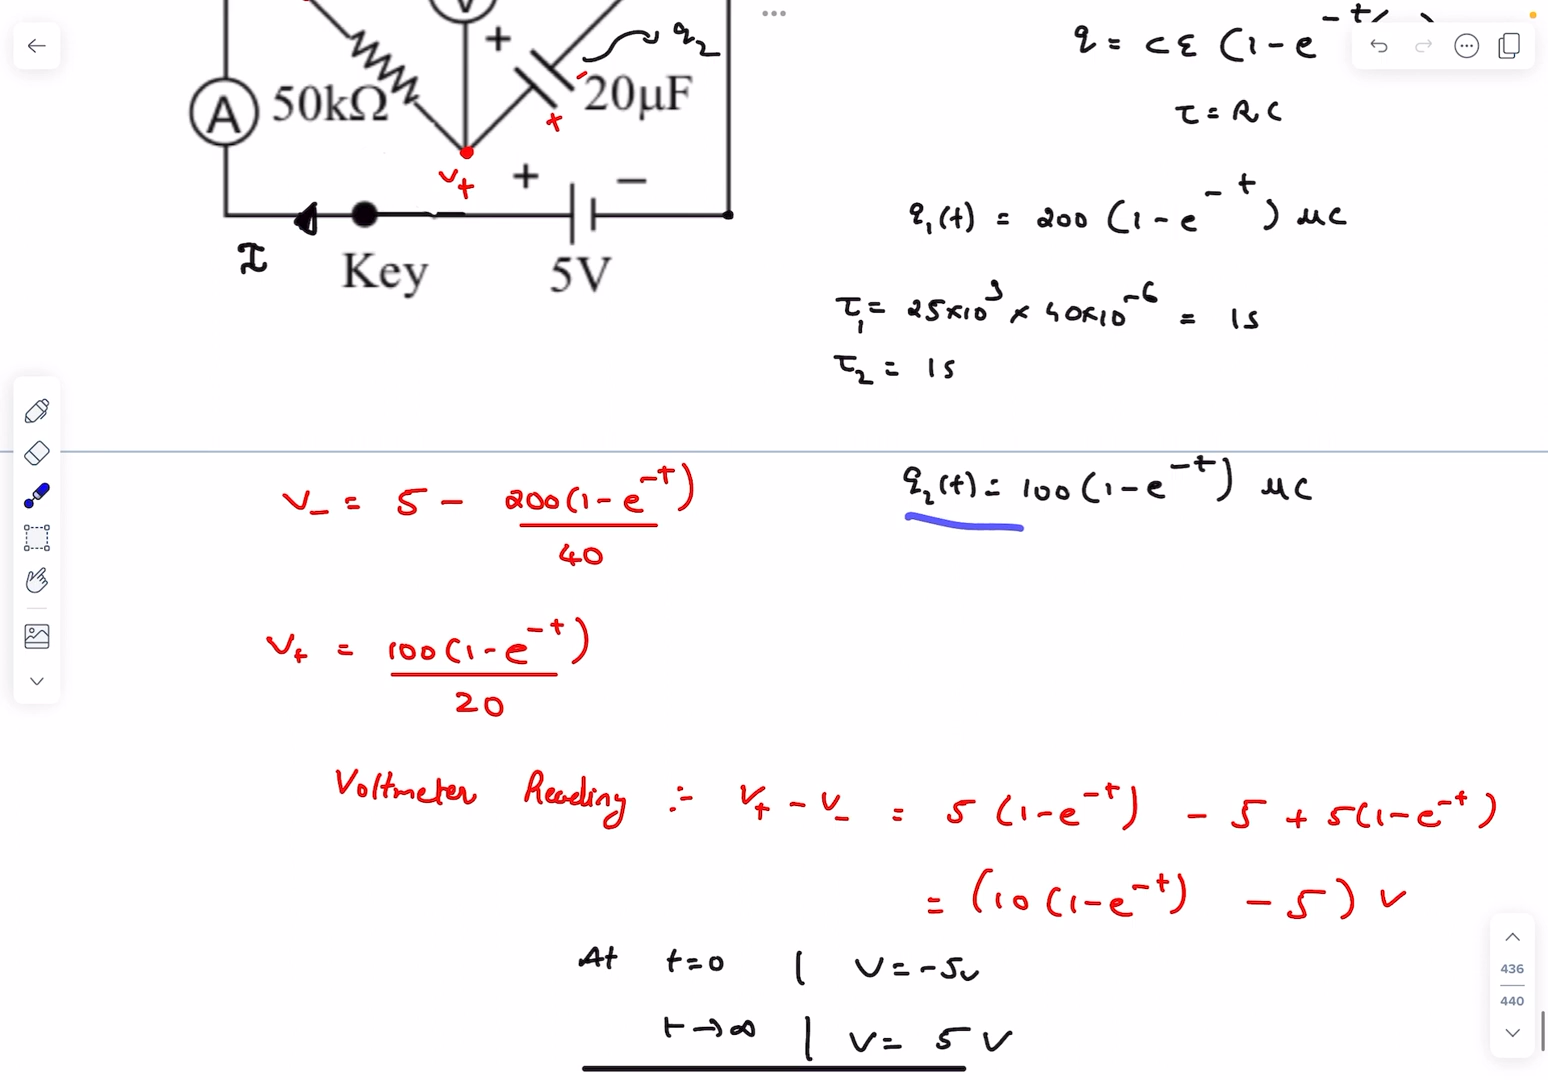 V
+
q₂
q = cε (1-e^-t/
A
50kΩ
20μF
-
+
τ = RC
V+
+ −
q₁(t) = 200 (1-e^-t) μC
I
Key
5V
τ₁ = 25×10³ × 40×10^-6 = 1s
τ₂ = 1s
V₋ = 5 - 200(1-e^-t)
40
q₂(t) = 100(1-e^-t) μC
V+ = 100(1-e^-t)
20
Voltmeter Reading :- V+ - V₋ = 5(1-e^-t) - 5 + 5(1-e^-t)
= (10(1-e^-t) - 5) V
At t=0 | V = -5v
t→∞ | V = 5 V
436
440